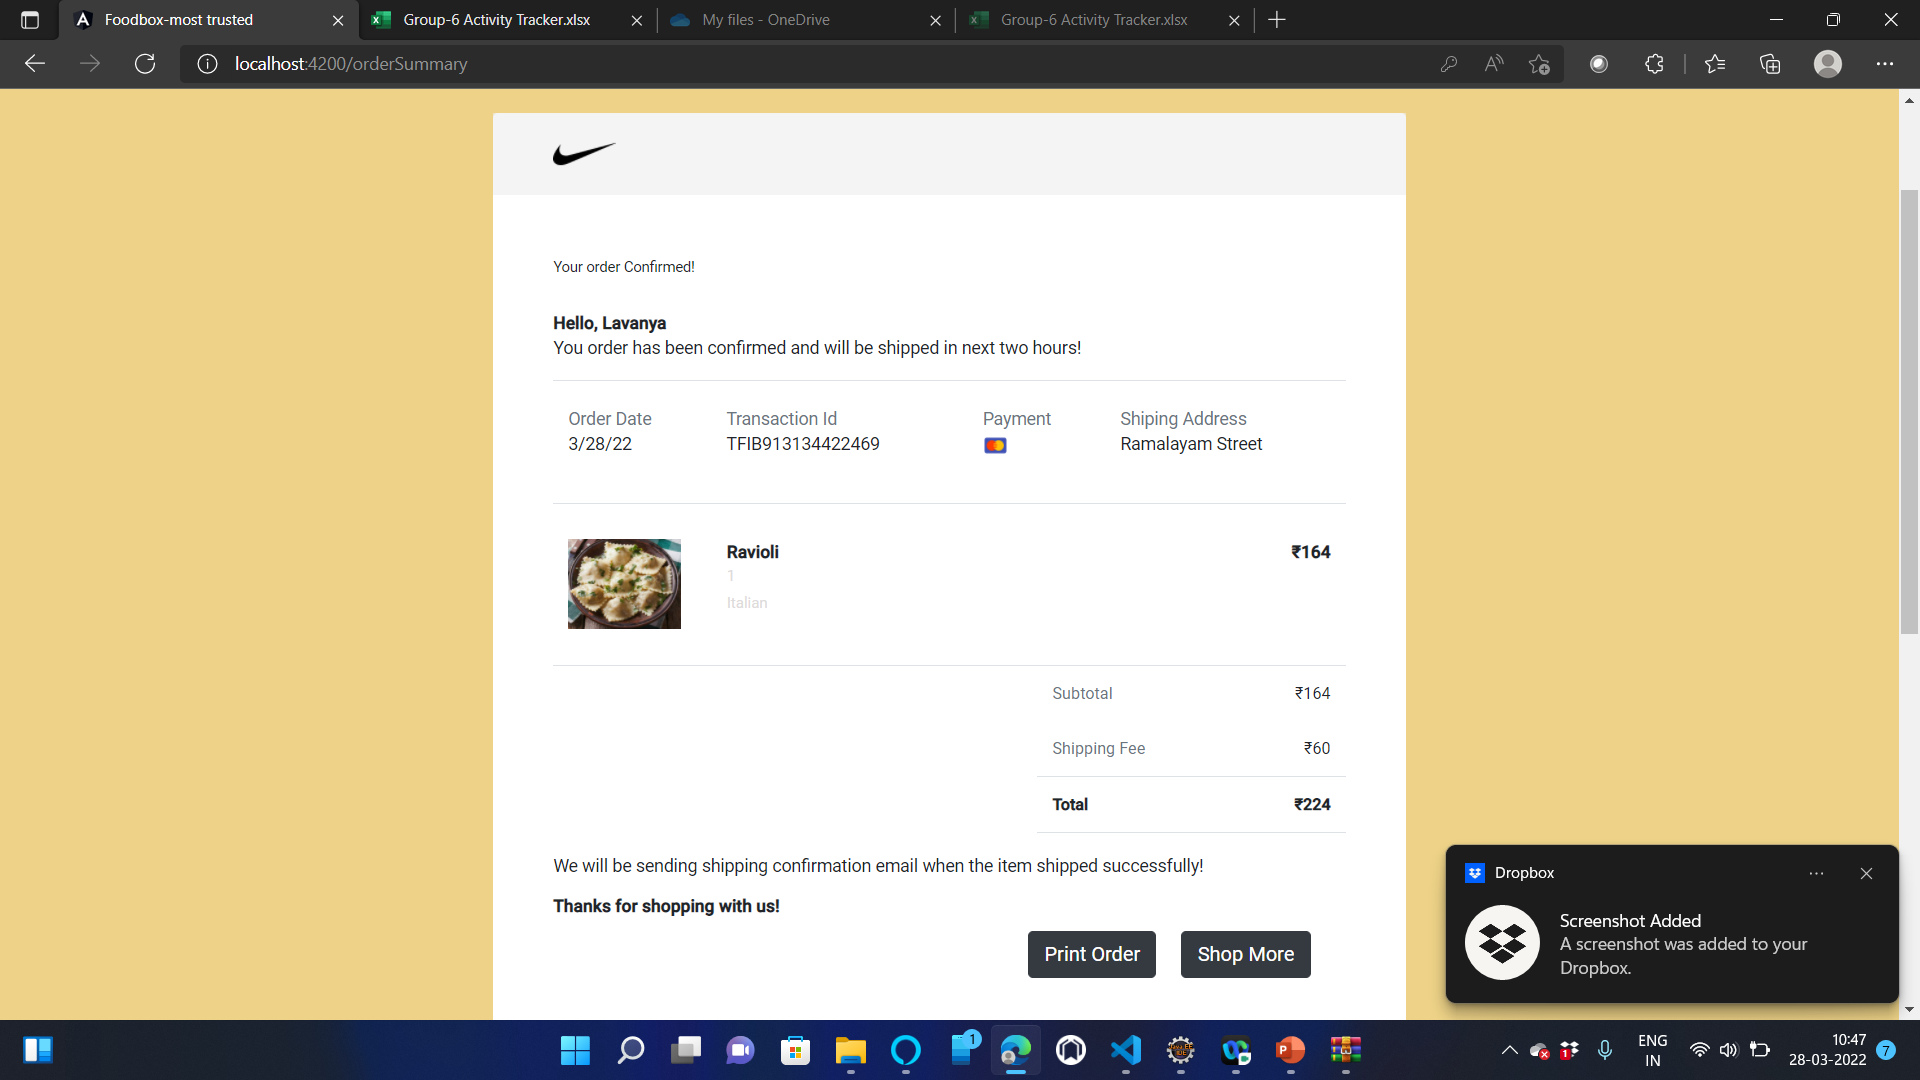 Foodbox-most trusted
Group-6 Activity Tracker.xlsx
My files - OneDrive
Group-6 Activity Tracker.xlsx
localhost:4200/orderSummary
Your order Confirmed!
Hello, Lavanya
You order has been confirmed and will be shipped in next two hours!
Order Date Transaction Id Payment Shiping Address
3/28/22 TFIB913134422469 Ramalayam Street
Ravioli ₹164
1
Italian
Subtotal ₹164
Shipping Fee ₹60
Total ₹224
We will be sending shipping confirmation email when the item shipped successfully!
Thanks for shopping with us!
Print Order Shop More
Dropbox
Screenshot Added
A screenshot was added to your
Dropbox.
1
1
ENG
IN
10:47
28-03-2022
7